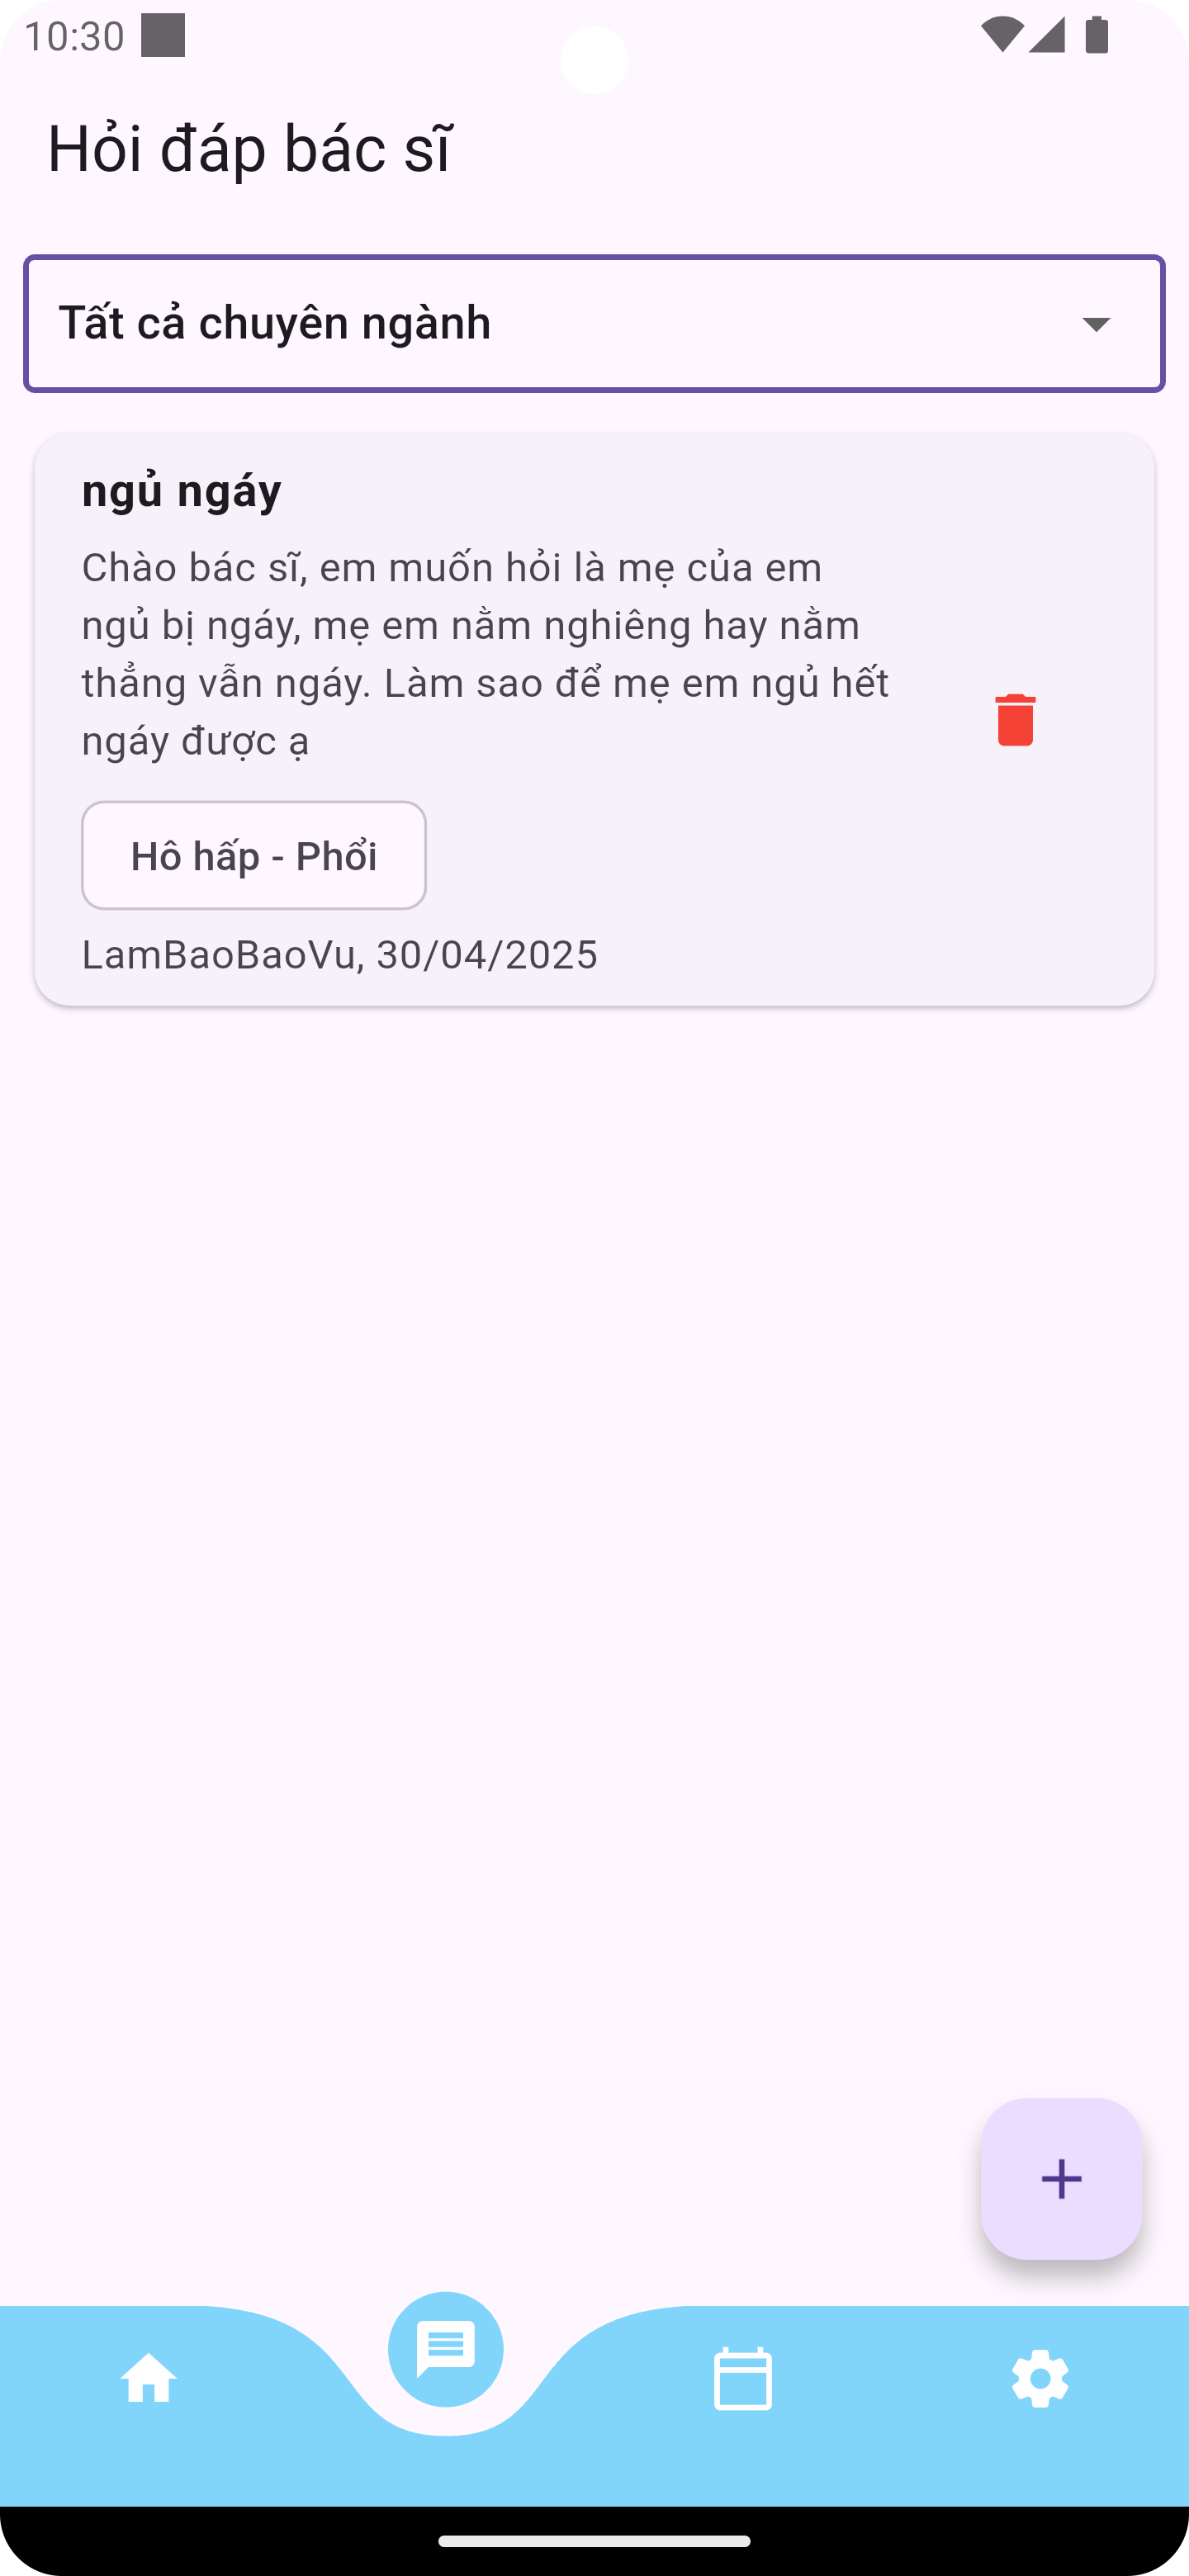 10:30
Hỏi đáp bác sĩ
Tất cả chuyên ngành
ngủ ngáy
Chào bác sĩ, em muốn hỏi là mẹ của em
ngủ bị ngáy, mẹ em nằm nghiêng hay nằm
thẳng vẫn ngáy. Làm sao để mẹ em ngủ hết
ngáy được ạ
Hô hấp - Phổi
LamBaoBaoVu, 30/04/2025